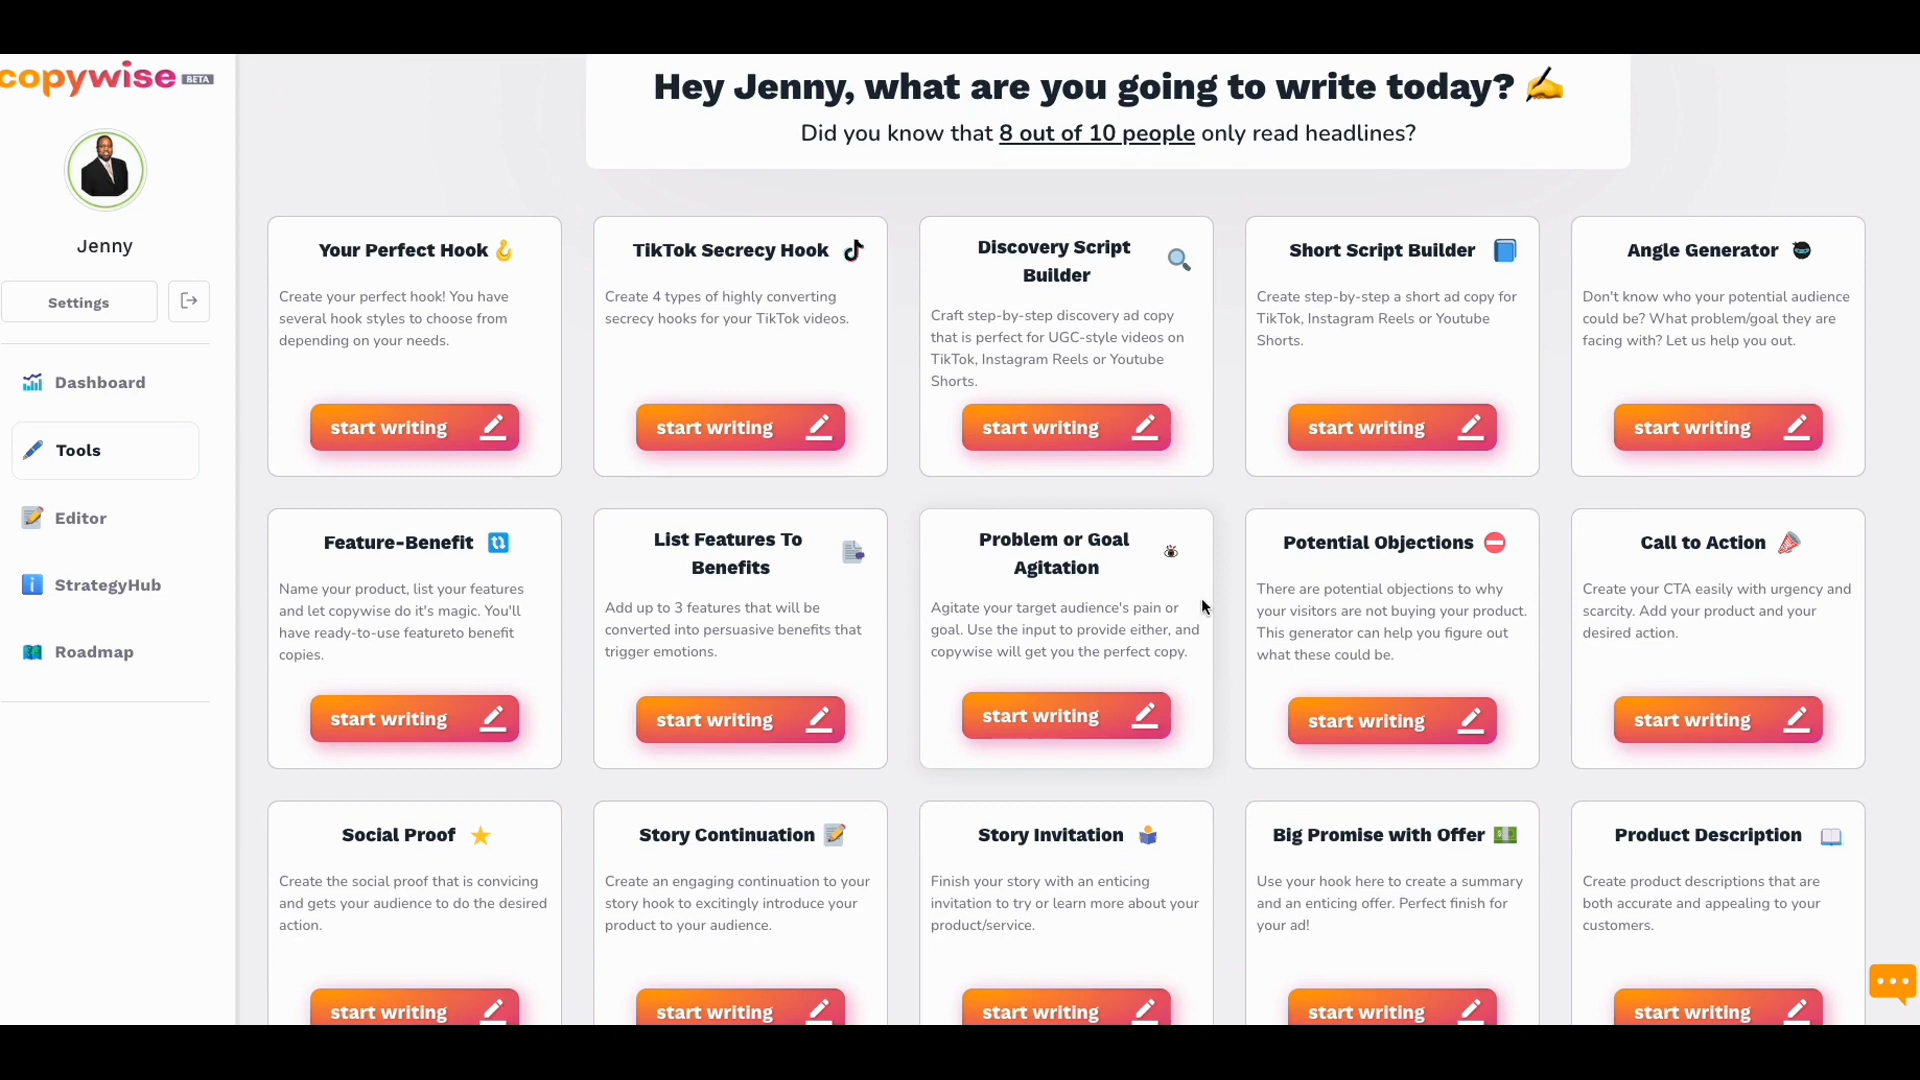 copywise BETA
Jenny
Settings
Dashboard
Tools
Editor
StrategyHub
Roadmap
Hey Jenny, what are you going to write today? ✍️
Did you know that 8 out of 10 people only read headlines?
Your Perfect Hook
Create your perfect hook! You have
several hook styles to choose from
depending on your needs.
start writing
TikTok Secrecy Hook
Create 4 types of highly converting
secrecy hooks for your TikTok videos.
start writing
Discovery Script
Builder
Craft step-by-step discovery ad copy
that is perfect for UGC-style videos on
TikTok, Instagram Reels or Youtube
Shorts.
start writing
Short Script Builder
Create step-by-step a short ad copy for
TikTok, Instagram Reels or Youtube
Shorts.
start writing
Angle Generator
Don't know who your potential audience
could be? What problem/goal they are
facing with? Let us help you out.
start writing
Feature-Benefit
Name your product, list your features
and let copywise do it's magic. You'll
have ready-to-use featureto benefit
copies.
start writing
List Features To
Benefits
Add up to 3 features that will be
converted into persuasive benefits that
trigger emotions.
start writing
Problem or Goal
Agitation
Agitate your target audience's pain or
goal. Use the input to provide either, and
copywise will get you the perfect copy.
start writing
Potential Objections
There are potential objections to why
your visitors are not buying your product.
This generator can help you figure out
what these could be.
start writing
Call to Action
Create your CTA easily with urgency and
scarcity. Add your product and your
desired action.
start writing
Social Proof
Create the social proof that is convicing
and gets your audience to do the desired
action.
start writing
Story Continuation
Create an engaging continuation to your
story hook to excitingly introduce your
product to your audience.
start writing
Story Invitation
Finish your story with an enticing
invitation to try or learn more about your
product/service.
start writing
Big Promise with Offer
Use your hook here to create a summary
and an enticing offer. Perfect finish for
your ad!
start writing
Product Description
Create product descriptions that are
both accurate and appealing to your
customers.
start writing